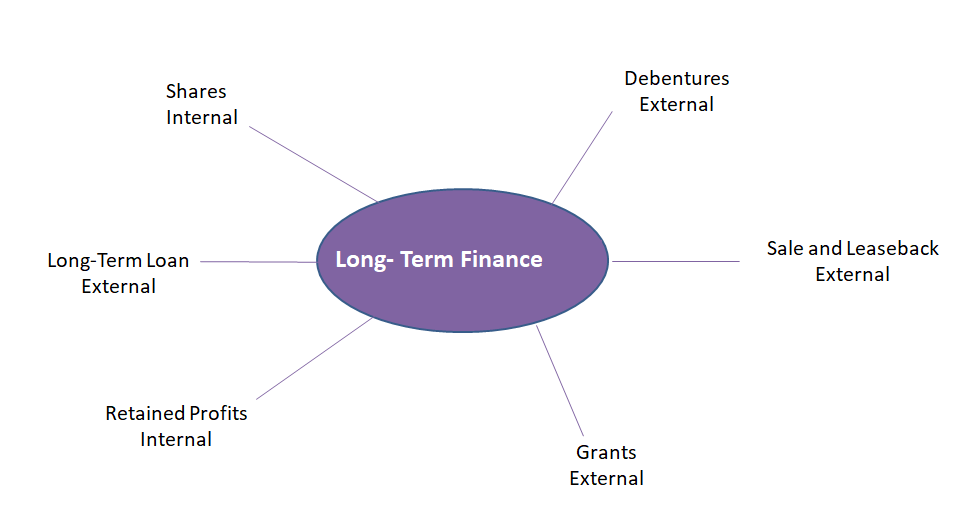 Shares
Internal
Debentures
External
Long-Term Loan
External
Long- Term Finance
Sale and Leaseback
External
Retained Profits
Internal
Grants
External